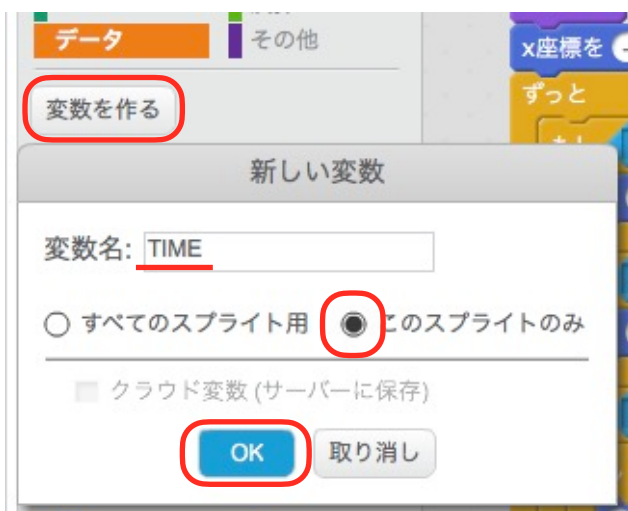 データ
その他
x座標を
変数を作る
ずっと
新しい変数
変数名: TIME
すべてのスプライト用 このスプライトのみ
クラウド変数 (サーバーに保存)
OK 取り消し